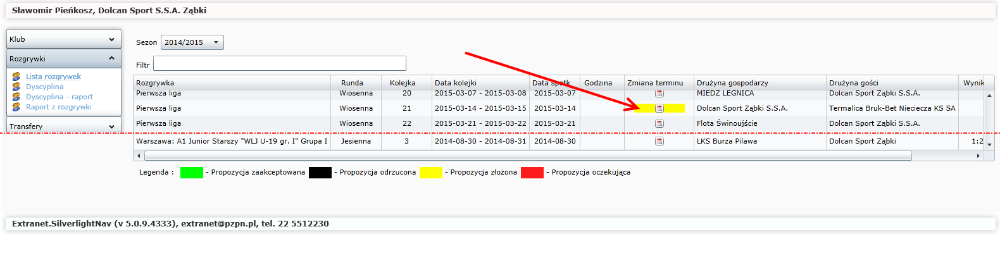 Sławomir Pieńkosz, Dolcan Sport S.S.A. Ząbki
Klub
Rozgrywki
Lista rozgrywek
Dyscyplina
Dyscyplina - raport
Raport z rozgrywki
Transfery
Sezon 2014/2015
Filtr
Rozgrywka Runda Kolejka Data kolejki Data spotk Godzina Zmiana terminu Drużyna gospodarzy Drużyna gości Wynik
Pierwsza liga Wiosenna 20 2015-03-07 - 2015-03-08 2015-03-07 MIEDZ LEGNICA Dolcan Sport Ząbki S.S.A.
Pierwsza liga Wiosenna 21 2015-03-14 - 2015-03-15 2015-03-14 Dolcan Sport Ząbki S.S.A. Termalica Bruk-Bet Nieciecza KS SA
Pierwsza liga Wiosenna 22 2015-03-21 - 2015-03-22 2015-03-21 Flota Świnoujście Dolcan Sport Ząbki S.S.A.
Warszawa: A1 Junior Starszy "WLJ U-19 gr. I" Grupa I Jesienna 3 2014-08-30 - 2014-08-31 2014-08-30 LKS Burza Pilawa Dolcan Sport Ząbki 1:2
Legenda : - Propozycja zaakceptowana - Propozycja odrzucona - Propozycja złożona - Propozycja oczekująca
Extranet.SilverlightNav (v 5.0.9.4333), extranet@pzpn.pl, tel. 22 5512230